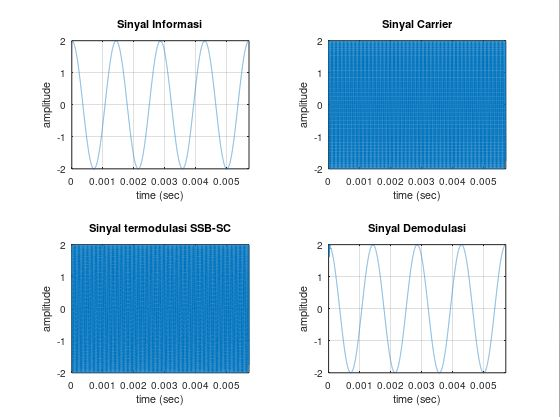 Sinyal Informasi
2
1
0
-1
-2
amplitude
0 0.001 0.002 0.003 0.004 0.005
time (sec)
Sinyal Carrier
2
1
0
-1
-2
amplitude
0 0.001 0.002 0.003 0.004 0.005
time (sec)
Sinyal termodulasi SSB-SC
2
1
0
-1
-2
amplitude
0 0.001 0.002 0.003 0.004 0.005
time (sec)
Sinyal Demodulasi
2
1
0
-1
-2
amplitude
0 0.001 0.002 0.003 0.004 0.005
time (sec)